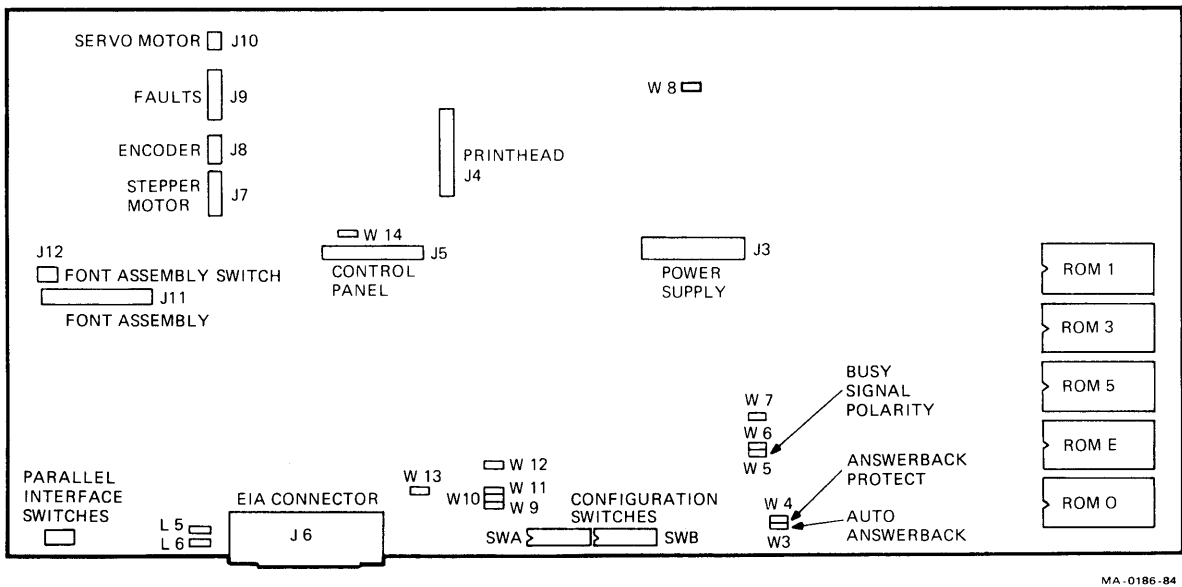 SERVO MOTOR J10
FAULTS J9
ENCODER J8
STEPPER
MOTOR J7
PRINTHEAD
J4
W 8
W 14
J5
CONTROL
PANEL
J3
POWER
SUPPLY
J12
FONT ASSEMBLY SWITCH
J11
FONT ASSEMBLY
ROM 1
ROM 3
ROM 5
ROM E
ROM O
BUSY
SIGNAL
POLARITY
W 7
W 6
W 5
ANSWERBACK
PROTECT
W 4
W3
AUTO
ANSWERBACK
PARALLEL
INTERFACE
SWITCHES
L 5
L 6
EIA CONNECTOR
J6
W 13
W 12
W 11
W10
W 9
CONFIGURATION
SWITCHES
SWA
SWB
MA-0186-84